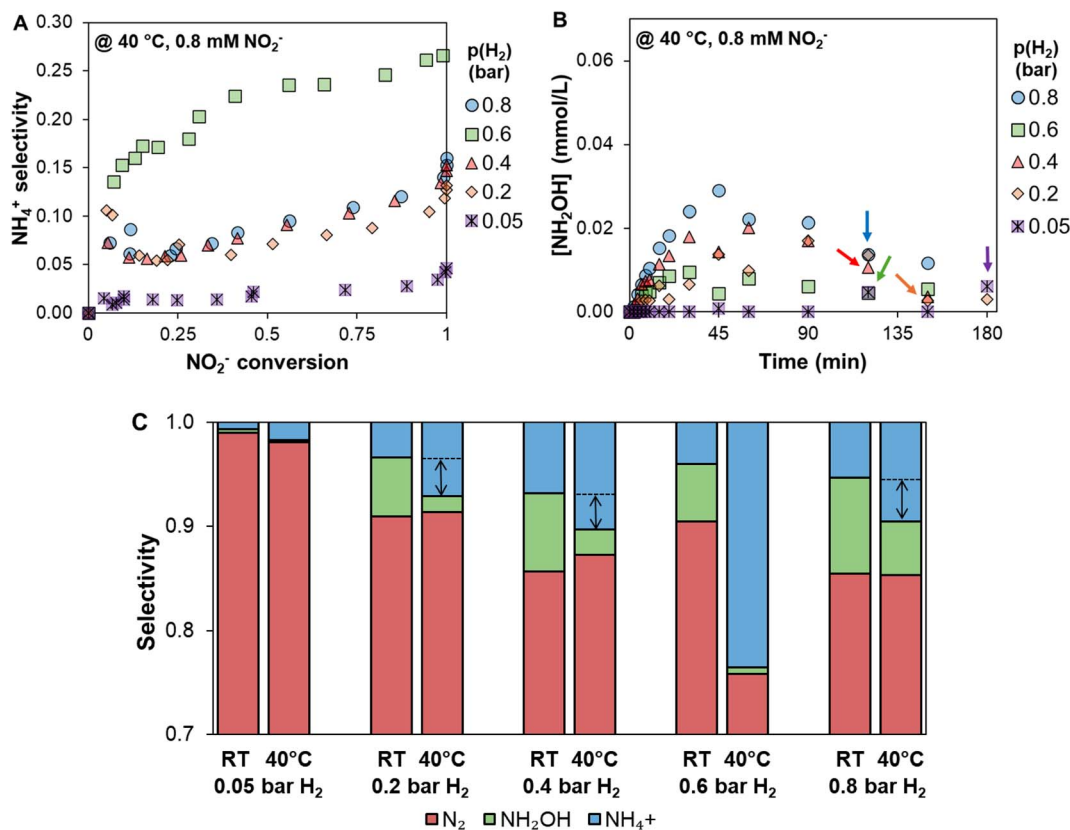 A
@ 40 °C, 0.8 mM NO₂⁻
NH₄⁺ selectivity
0.30
0.25
0.20
0.15
0.10
0.05
0.00
0
0.25
0.5
0.75
1
NO₂⁻ conversion
p(H₂)
(bar)
0.8
0.6
0.4
0.2
0.05
B
@ 40 °C, 0.8 mM NO₂⁻
[NH₂OH] (mmol/L)
0.06
0.04
0.02
0.00
0
45
90
135
180
Time (min)
p(H₂)
(bar)
0.8
0.6
0.4
0.2
0.05
C
Selectivity
1.0
0.9
0.8
0.7
RT 40°C RT 40°C RT 40°C RT 40°C RT 40°C
0.05 bar H₂ 0.2 bar H₂ 0.4 bar H₂ 0.6 bar H₂ 0.8 bar H₂
N₂ NH₂OH NH₄+